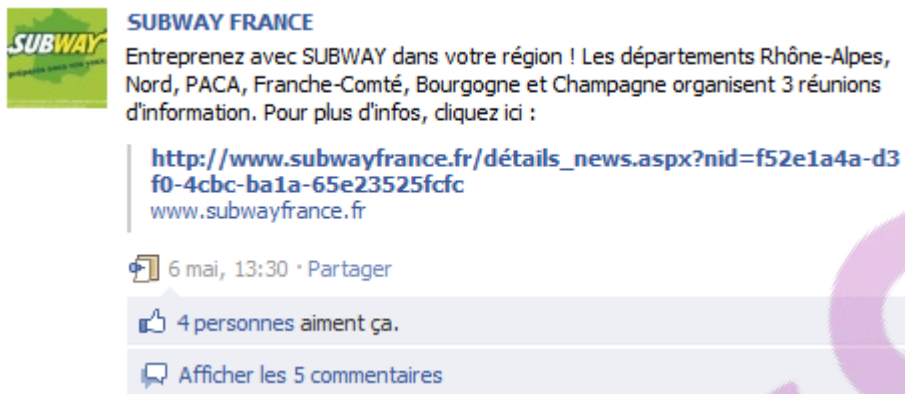 SUBWAY
SUBWAY FRANCE
Entreprenez avec SUBWAY dans votre région ! Les départements Rhône-Alpes,
Nord, PACA, Franche-Comté, Bourgogne et Champagne organisent 3 réunions
d'information. Pour plus d'infos, cliquez ici :
http://www.subwayfrance.fr/détails_news.aspx?nid=f52e1a4a-d3
f0-4cbc-ba1a-65e23525fcfc
www.subwayfrance.fr
6 mai, 13:30 · Partager
4 personnes aiment ça.
Afficher les 5 commentaires